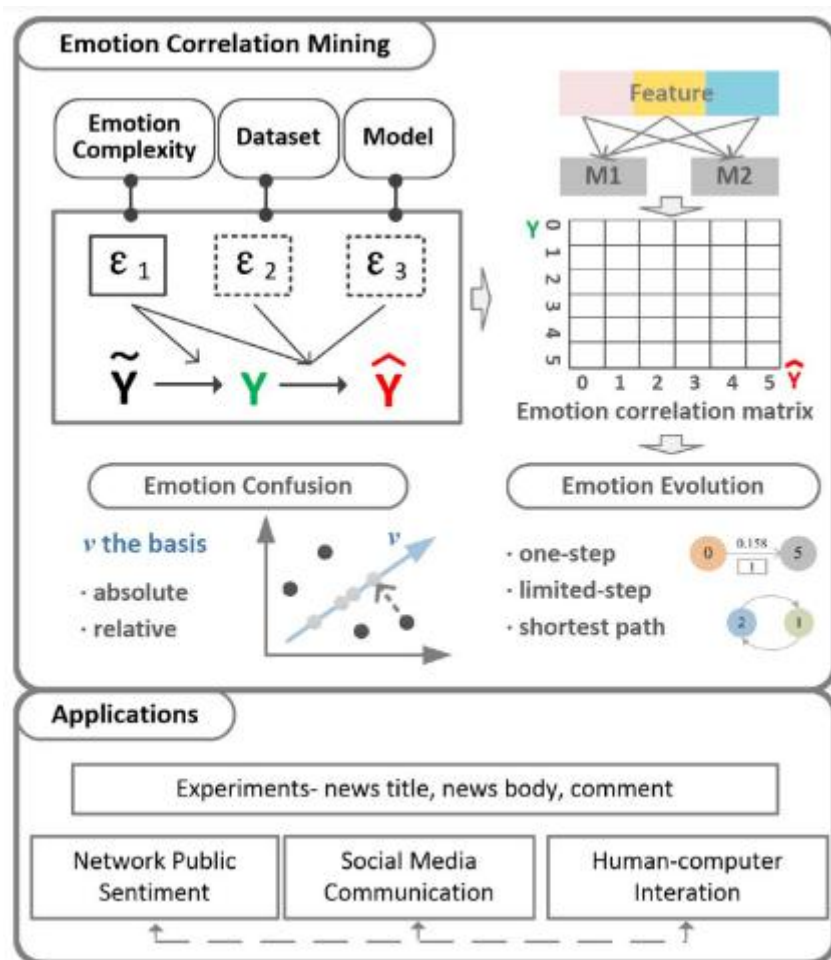 Emotion Correlation Mining
Emotion
Complexity
Dataset
Model
ε 1
ε 2
ε 3
Ỹ
Y
Ŷ
Feature
M1
M2
Y
0
1
2
3
4
5
0 1 2 3 4 5 Ŷ
Emotion correlation matrix
Emotion Confusion
v the basis
· absolute
· relative
v
Emotion Evolution
· one-step
· limited-step
· shortest path
0
0.158
1
5
2
1
Applications
Experiments- news title, news body, comment
Network Public
Sentiment
Social Media
Communication
Human-computer
Interation